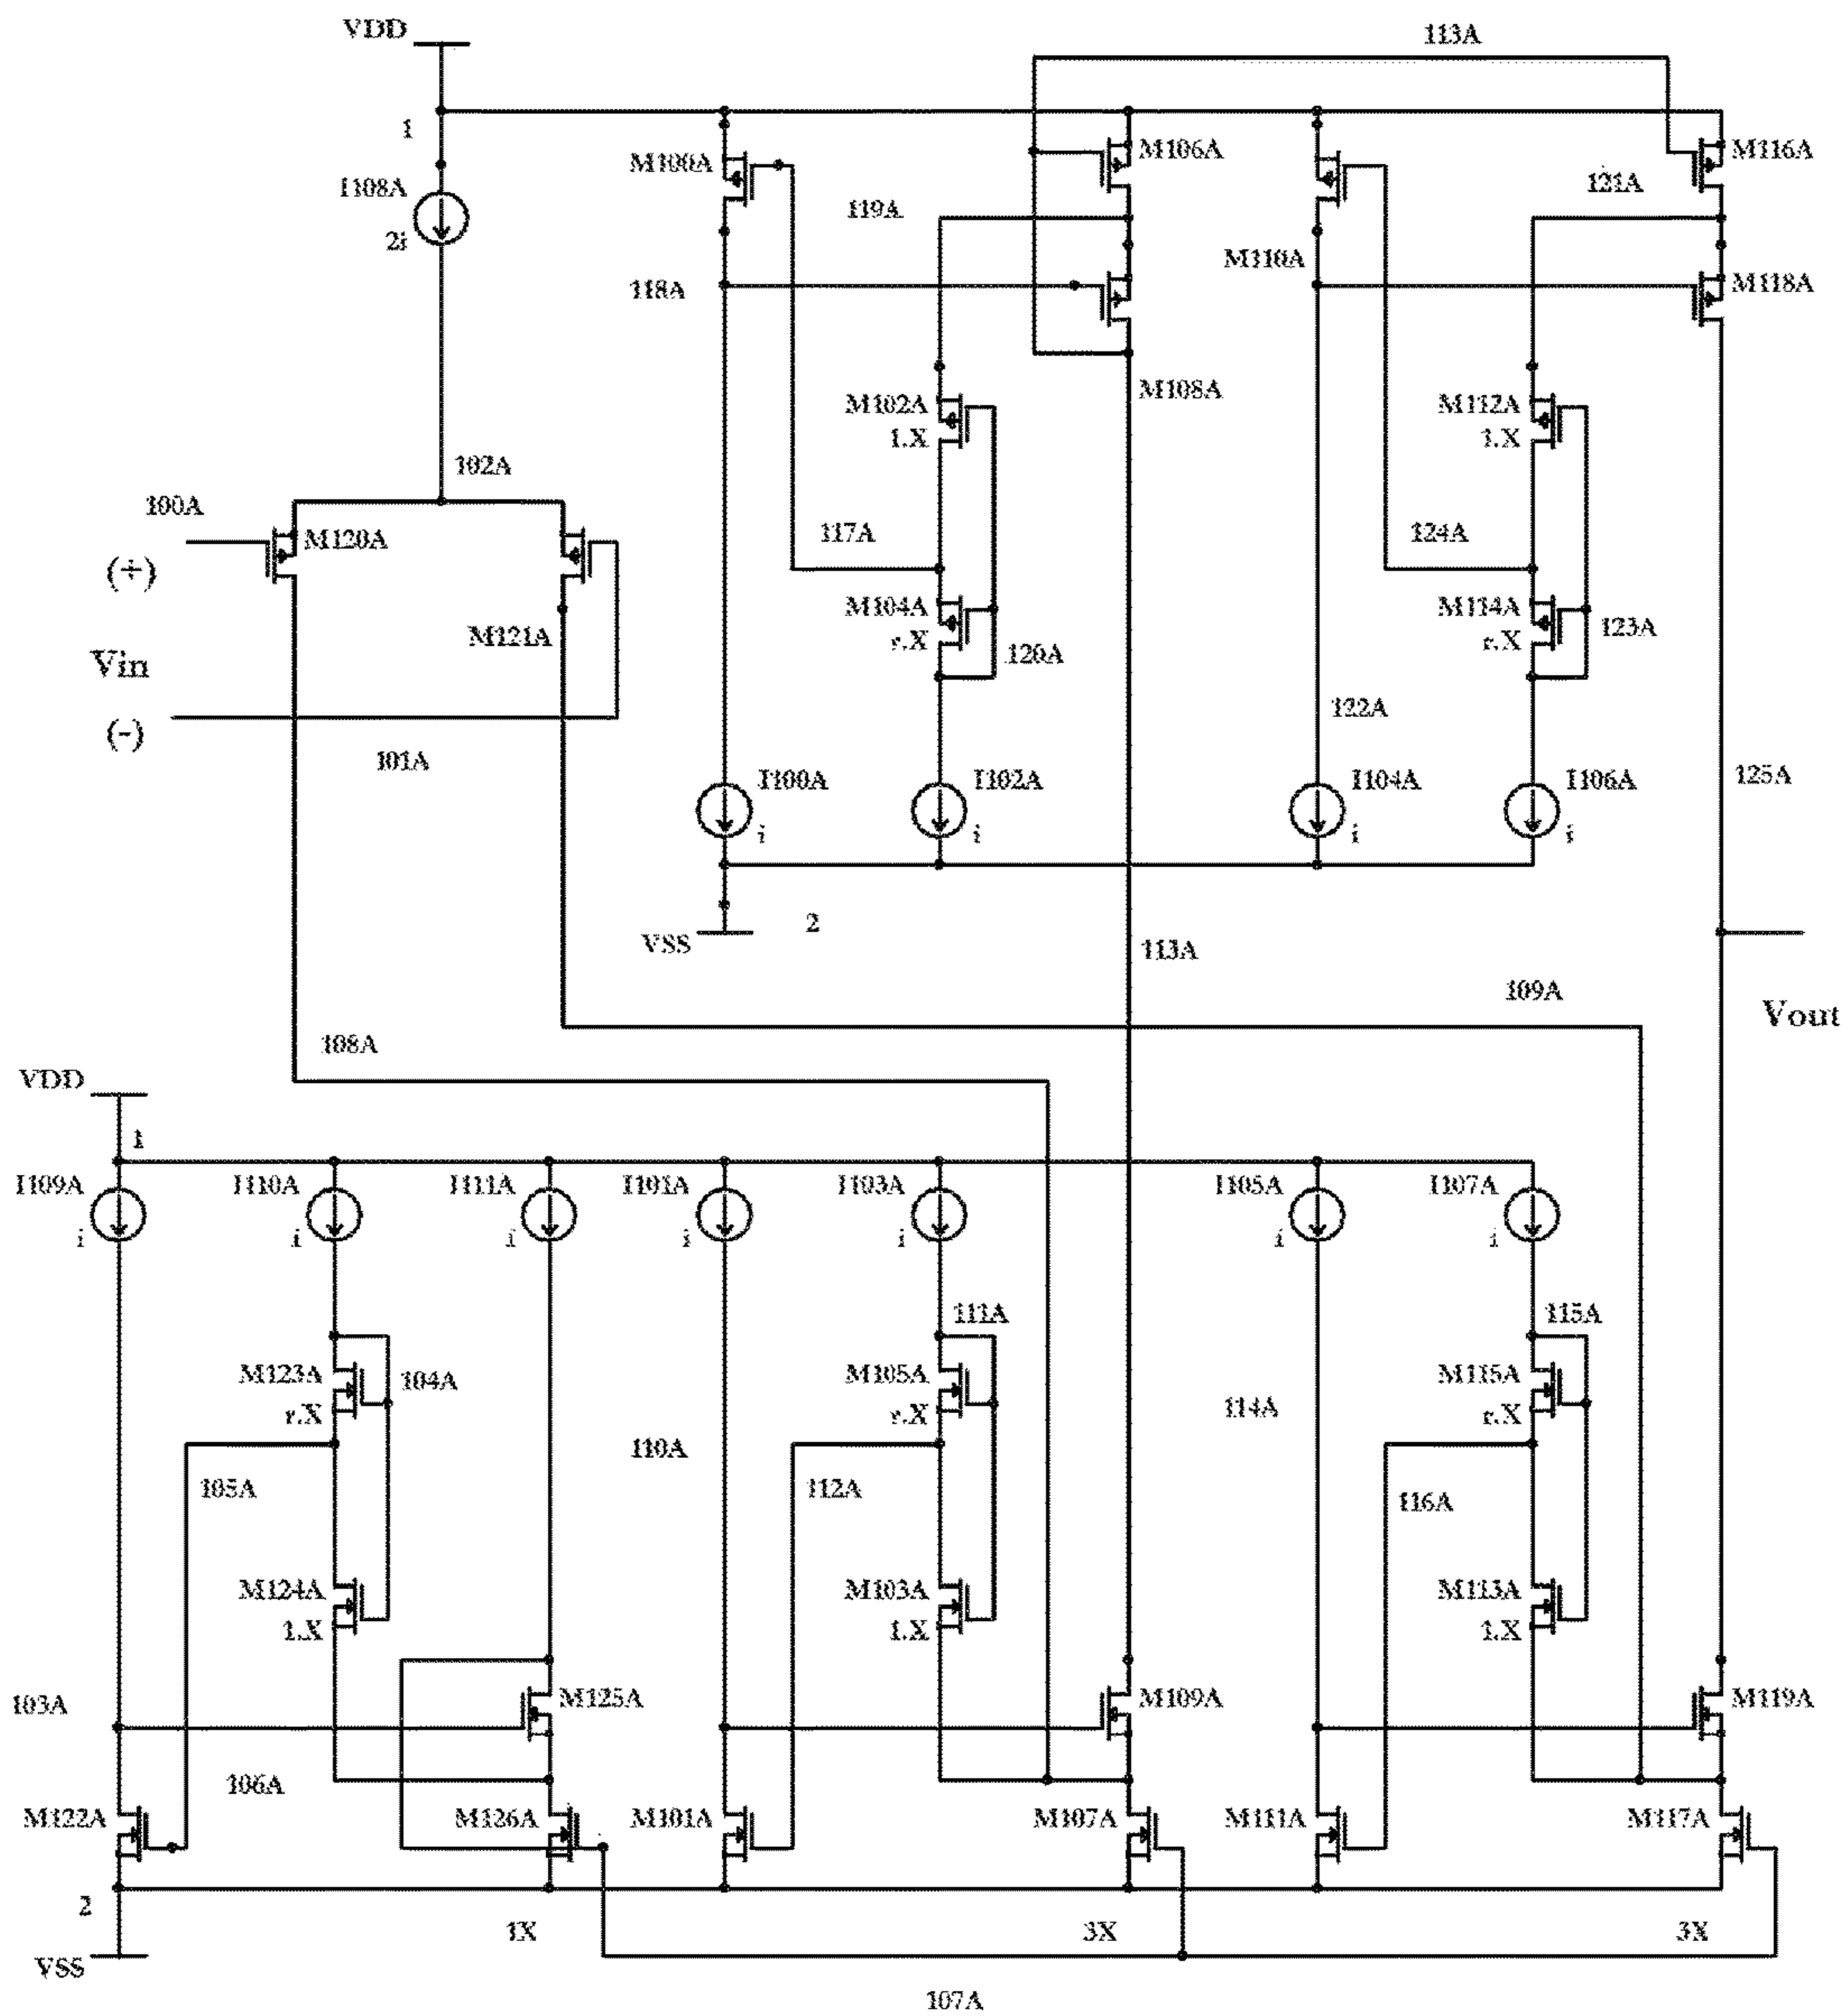 VDD
113A
1
M100A
M106A
M116A
I108A
2i
119A
121A
118A
M110A
M118A
M102A
1.X
M108A
M112A
1.X
100A
102A
M120A
(+)
117A
124A
M104A
r.X
120A
M114A
r.X
123A
M121A
Vin
(-)
101A
122A
I100A
i
I102A
i
I104A
i
I106A
i
125A
VSS
2
113A
109A
Vout
108A
VDD
1
I109A
i
I110A
i
I111A
i
I101A
i
I103A
i
I105A
i
I107A
i
111A
115A
M123A
r.X
104A
M105A
r.X
M115A
r.X
114A
110A
105A
112A
116A
M124A
1.X
M103A
1.X
M113A
1.X
103A
M125A
M109A
M119A
106A
M122A
M126A
M101A
M107A
M111A
M117A
2
1X
3X
3X
VSS
107A